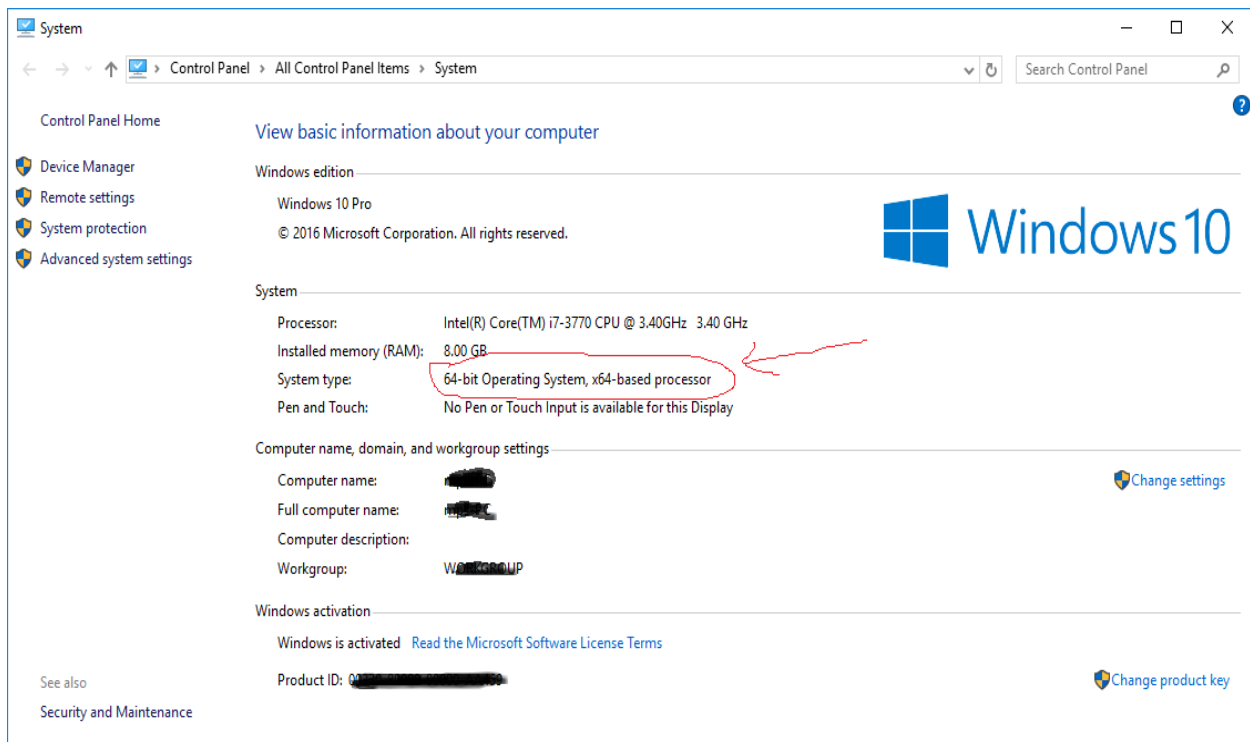 System
Control Panel > All Control Panel Items > System
Search Control Panel
?
Control Panel Home
Device Manager
Remote settings
System protection
Advanced system settings
See also
Security and Maintenance
View basic information about your computer
Windows edition
Windows 10 Pro
© 2016 Microsoft Corporation. All rights reserved.
Windows 10
System
Processor: Intel(R) Core(TM) i7-3770 CPU @ 3.40GHz 3.40 GHz
Installed memory (RAM): 8.00 GB
System type: 64-bit Operating System, x64-based processor
Pen and Touch: No Pen or Touch Input is available for this Display
Computer name, domain, and workgroup settings
Computer name:
Change settings
Full computer name:
Computer description:
Workgroup: WORKGROUP
Windows activation
Windows is activated Read the Microsoft Software License Terms
Product ID:
Change product key